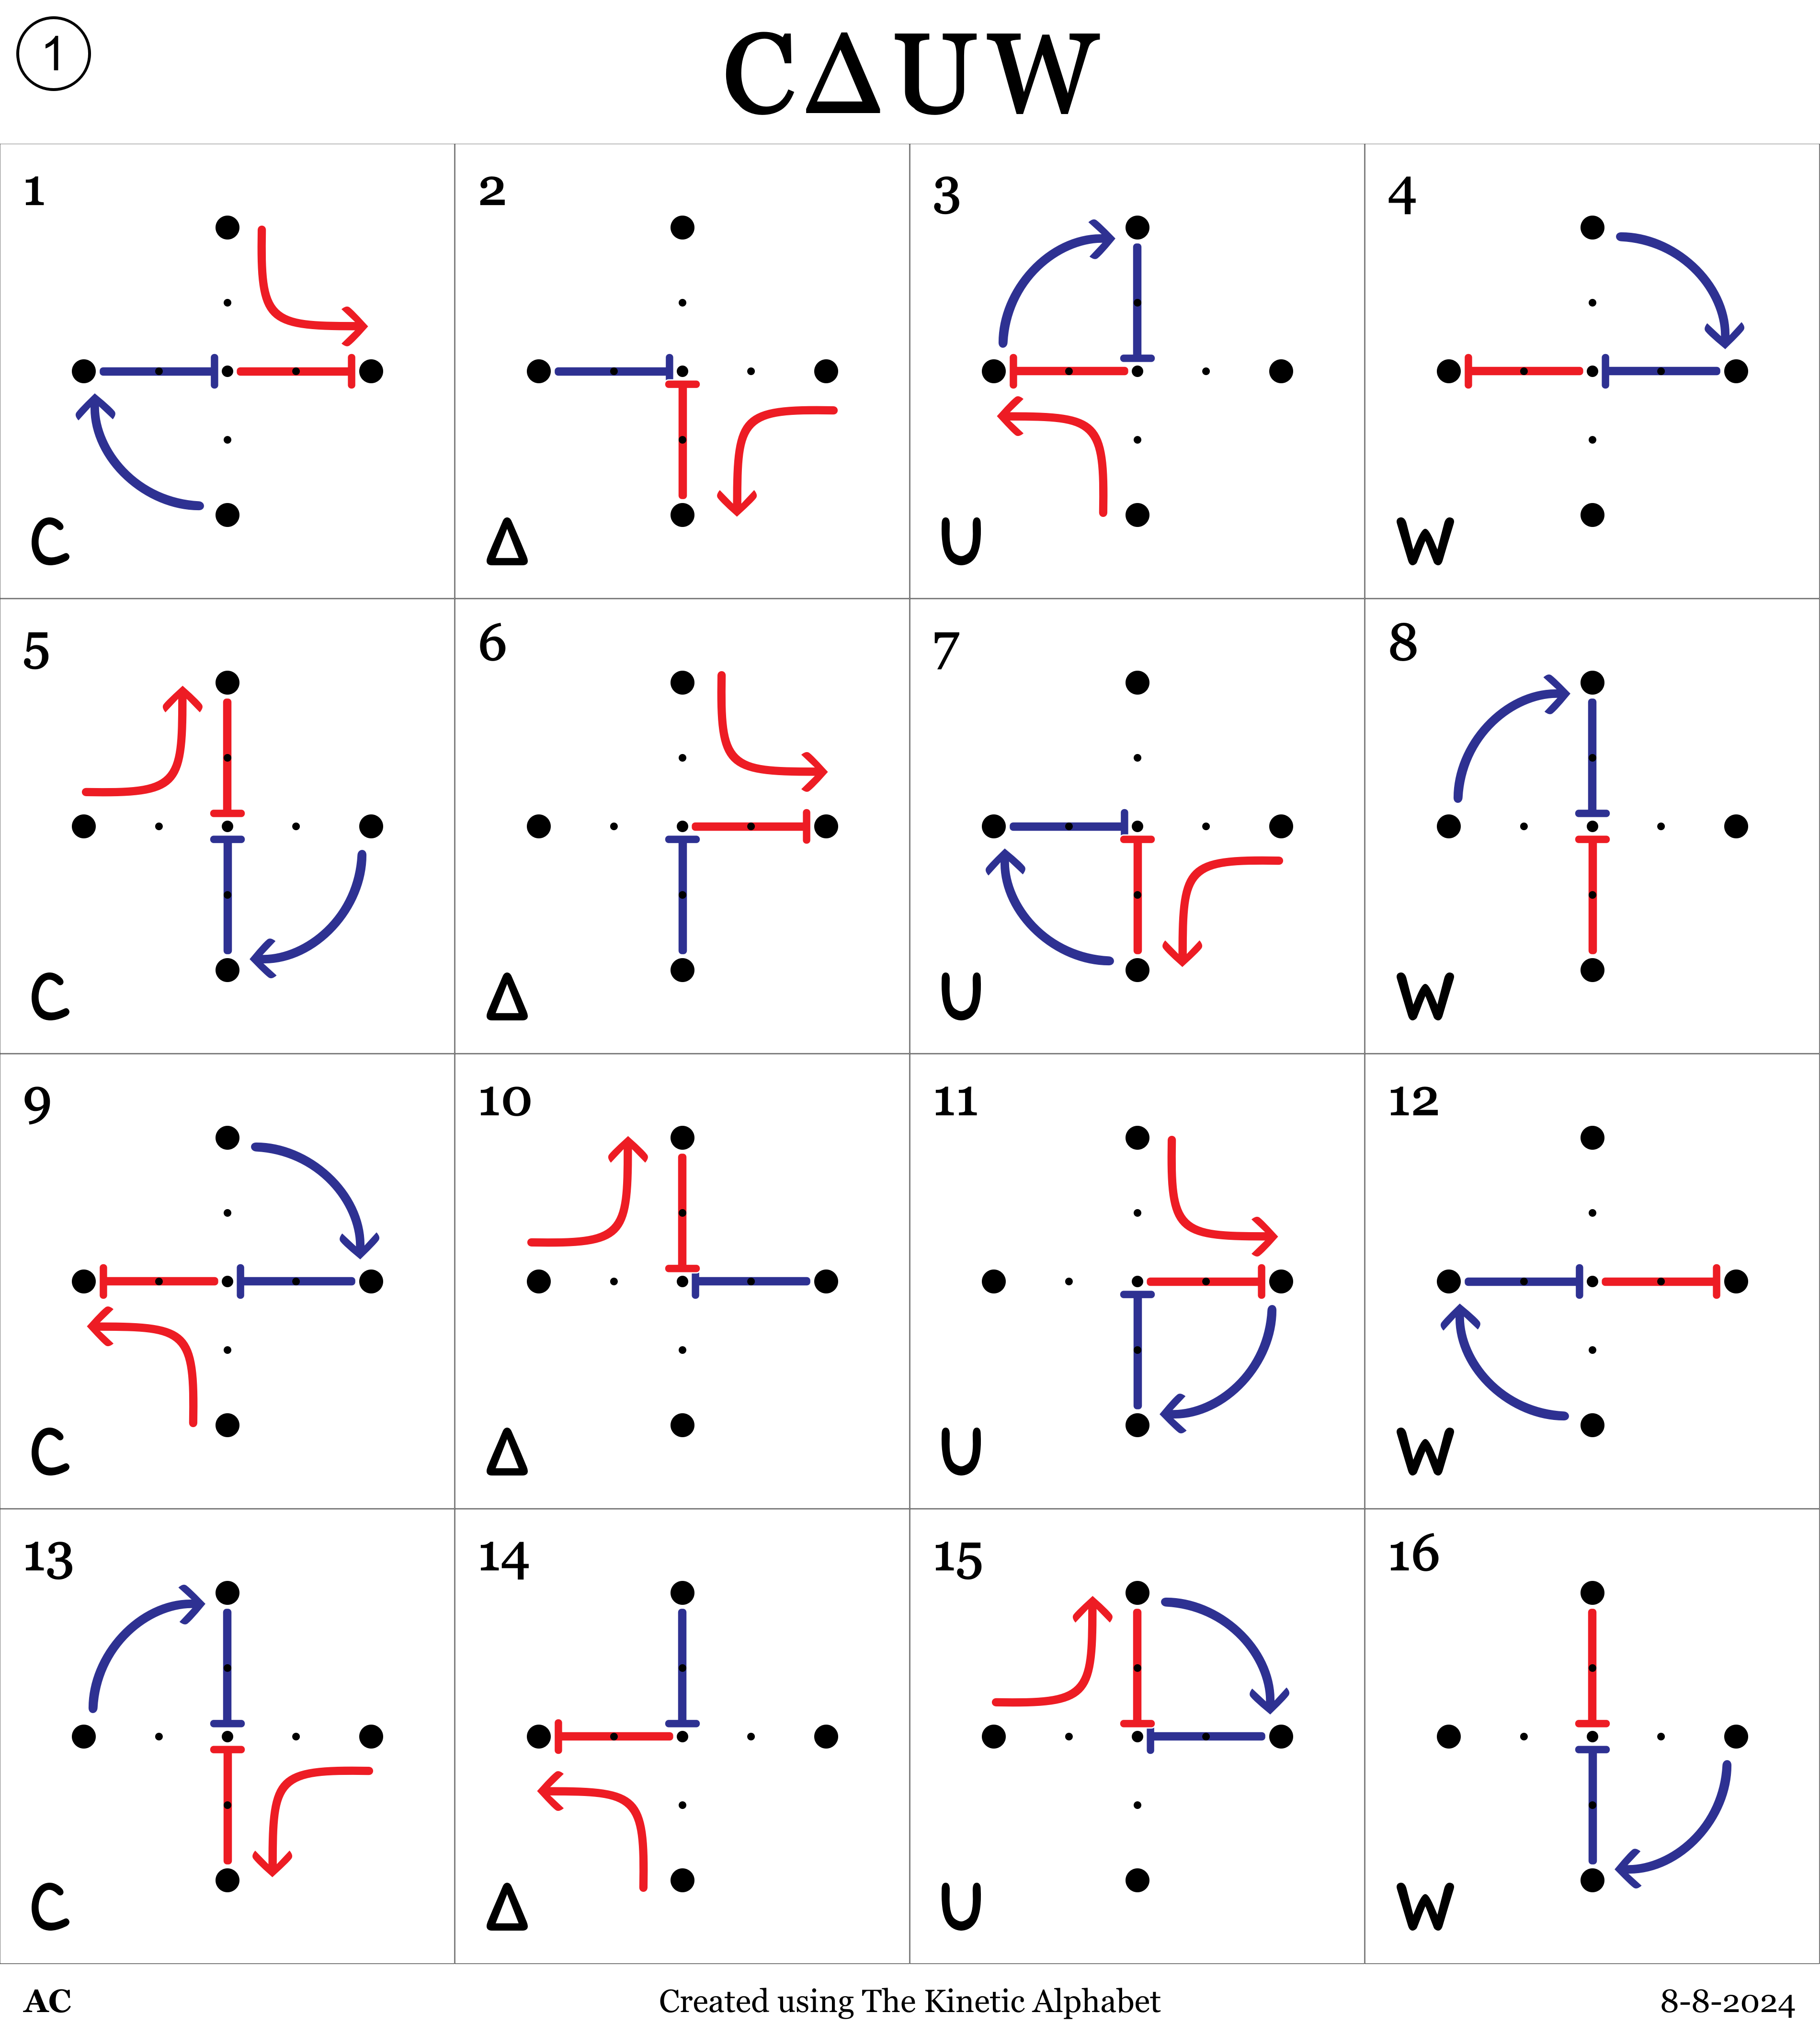 1
CΔUW
1 2 3 4
C Δ U W
5 6 7 8
C Δ U W
9 10 11 12
C Δ U W
13 14 15 16
C Δ U W
AC Created using The Kinetic Alphabet 8-8-2024